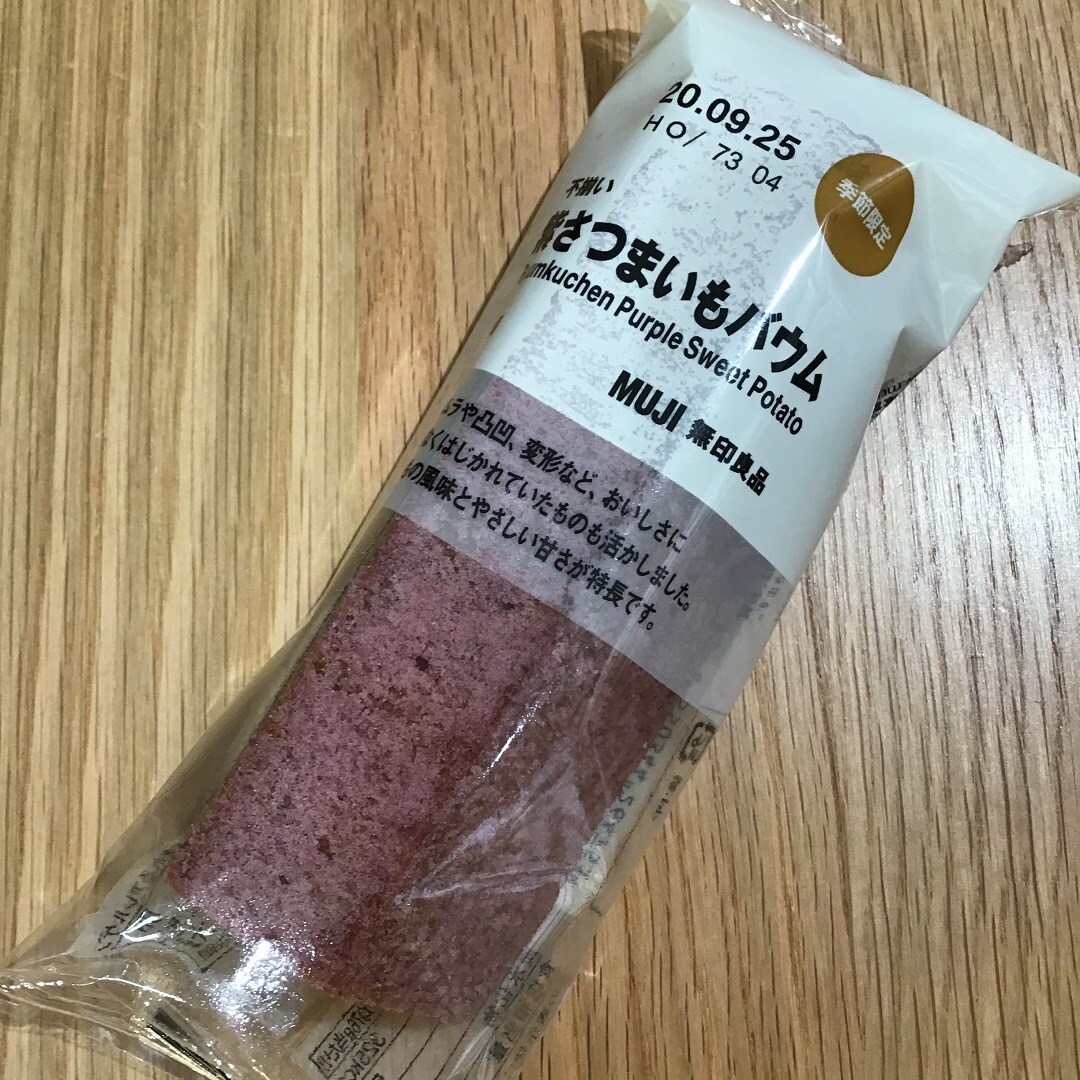 20.09.25
HO/ 73 04
季節限定
不揃い
紫さつまいもバウム
umkuchen Purple Sweet Potato
MUJI 無印良品
ラや凸凹、変形など、おいしさに
くはじかれていたものも活かしました。
の風味とやさしい甘さが特長です。